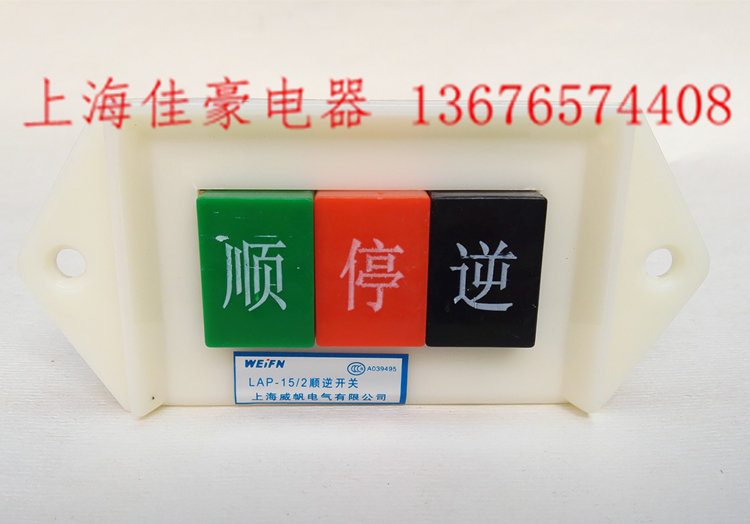 上海佳豪电器 13676574408
顺 停 逆
WEIFN
A039495
LAP-15/2顺逆开关
上海威帆电气有限公司